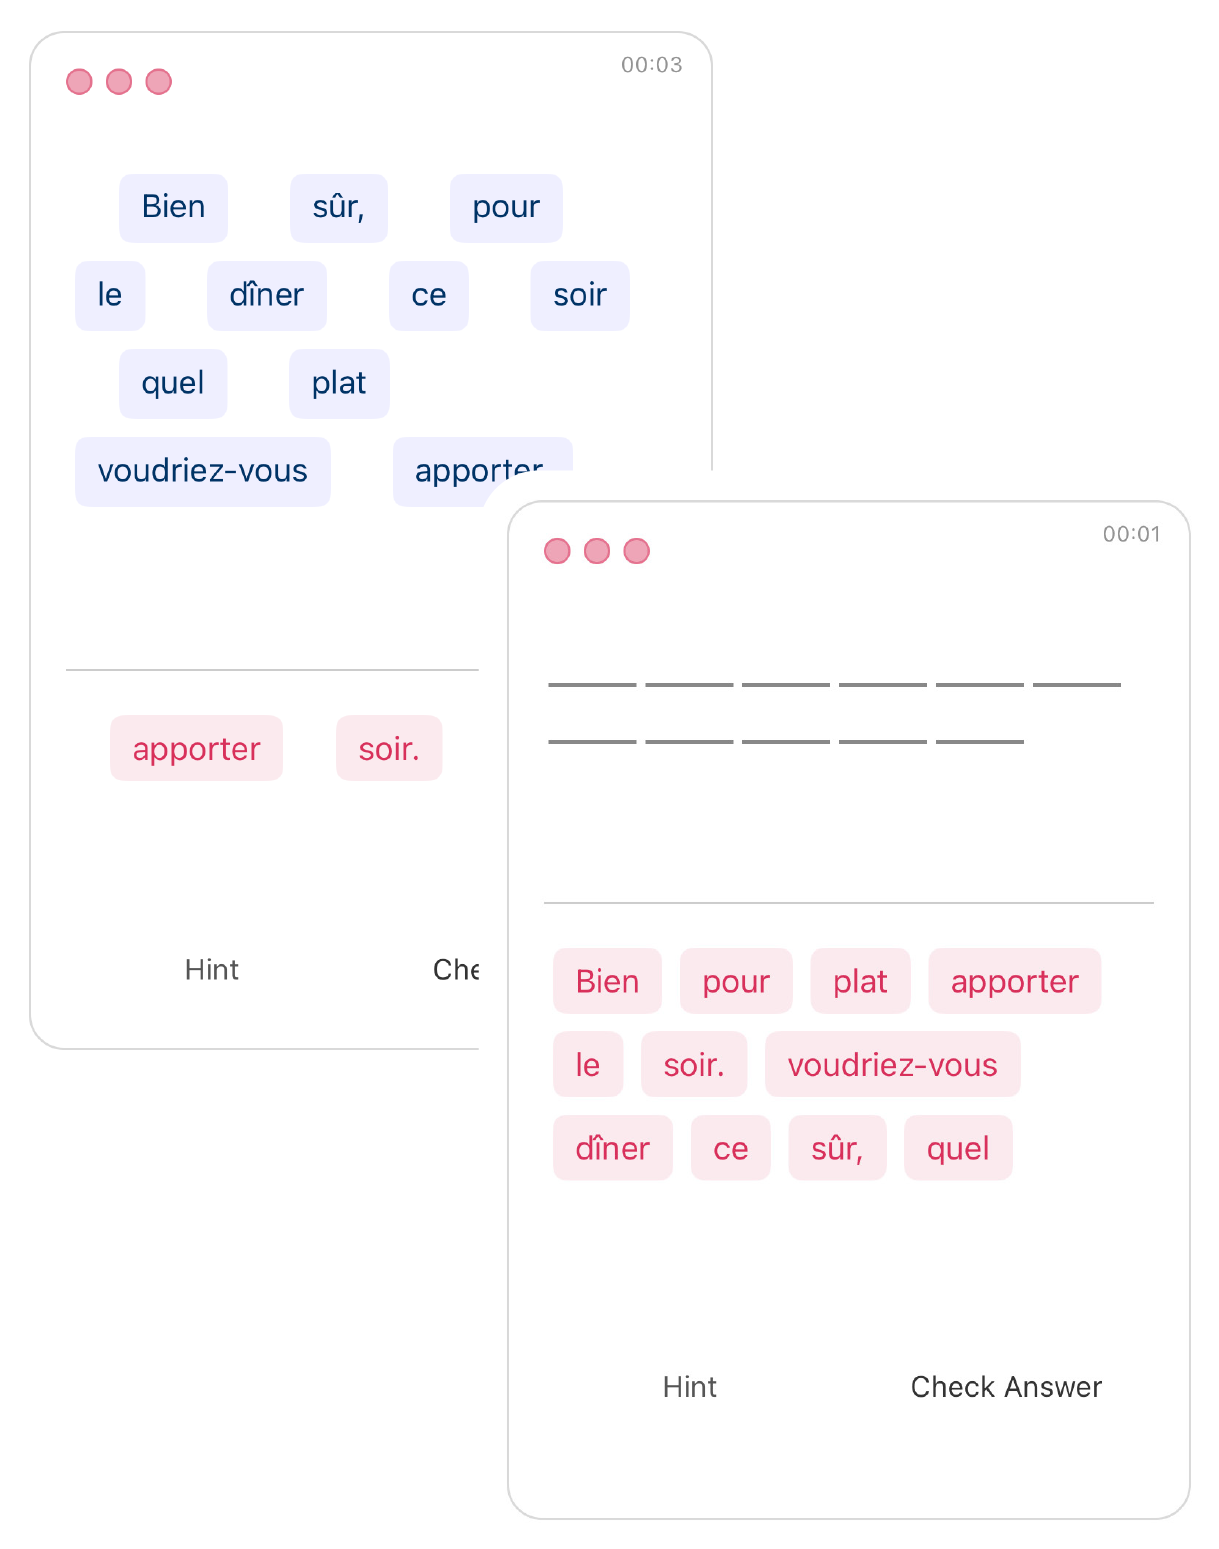 00:03
Bien sûr, pour
le dîner ce soir
quel plat
voudriez-vous apporter
apporter soir.
Hint Che
00:01
Bien pour plat apporter
le soir. voudriez-vous
dîner ce sûr, quel
Hint Check Answer